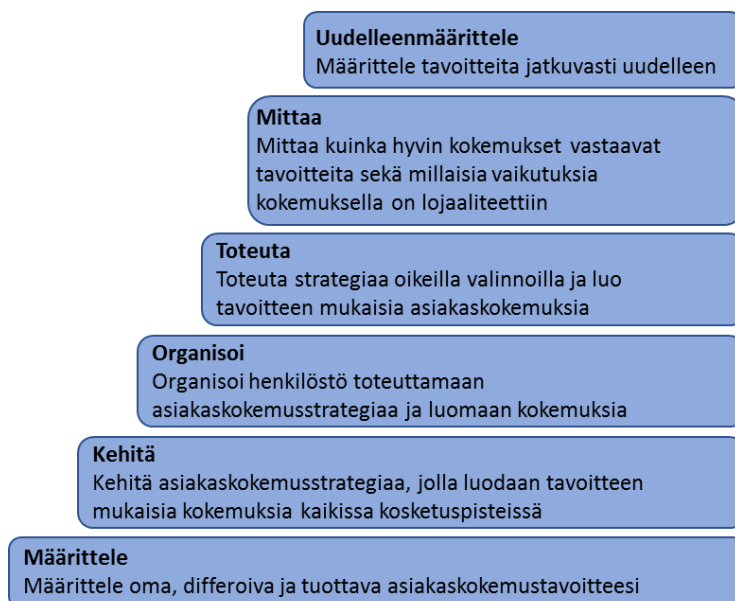 Uudelleenmäärittele
Määrittele tavoitteita jatkuvasti uudelleen
Mittaa
Mittaa kuinka hyvin kokemukset vastaavat
tavoitteita sekä millaisia vaikutuksia
kokemuksella on lojaaliteettiin
Toteuta
Toteuta strategiaa oikeilla valinnoilla ja luo
tavoitteen mukaisia asiakaskokemuksia
Organisoi
Organisoi henkilöstö toteuttamaan
asiakaskokemusstrategiaa ja luomaan kokemuksia
Kehitä
Kehitä asiakaskokemusstrategiaa, jolla luodaan tavoitteen
mukaisia kokemuksia kaikissa kosketuspisteissä
Määrittele
Määrittele oma, differoiva ja tuottava asiakaskokemustavoitteesi